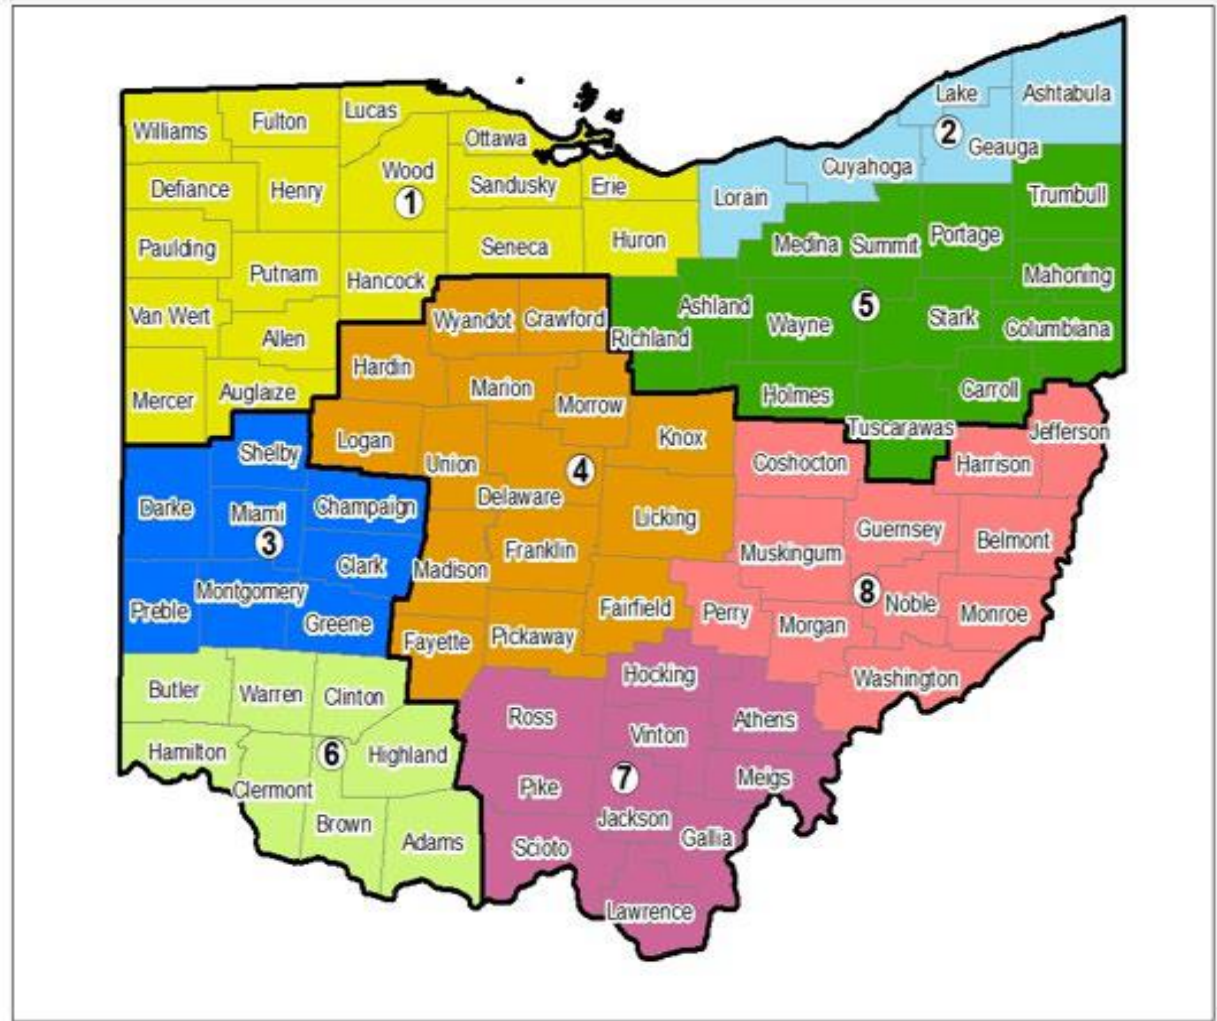 Lake
Ashtabula
Lucas
Fulton
Williams
Ottawa
2
Geauga
Wood
Cuyahoga
Sandusky
Erie
Defiance
Henry
Lorain
Trumbull
1
Paulding
Seneca
Huron
Medina
Summit
Portage
Putnam
Hancock
Mahoning
Ashland
5
Van Wert
Wyandot
Crawford
Wayne
Stark
Columbiana
Allen
Richland
Hardin
Marion
Auglaize
Mercer
Morrow
Holmes
Carroll
Logan
Knox
Tuscarawas
Jefferson
Shelby
Union
4
Coshocton
Harrison
Darke
Miami
Champaign
Delaware
Licking
Guernsey
3
Belmont
Franklin
Muskingum
Clark
Madison
Montgomery
8
Noble
Preble
Fairfield
Perry
Monroe
Greene
Morgan
Fayette
Pickaway
Hocking
Washington
Butler
Warren
Clinton
Ross
Athens
Vinton
Hamilton
6
Highland
7
Meigs
Clermont
Pike
Jackson
Brown
Gallia
Adams
Scioto
Lawrence